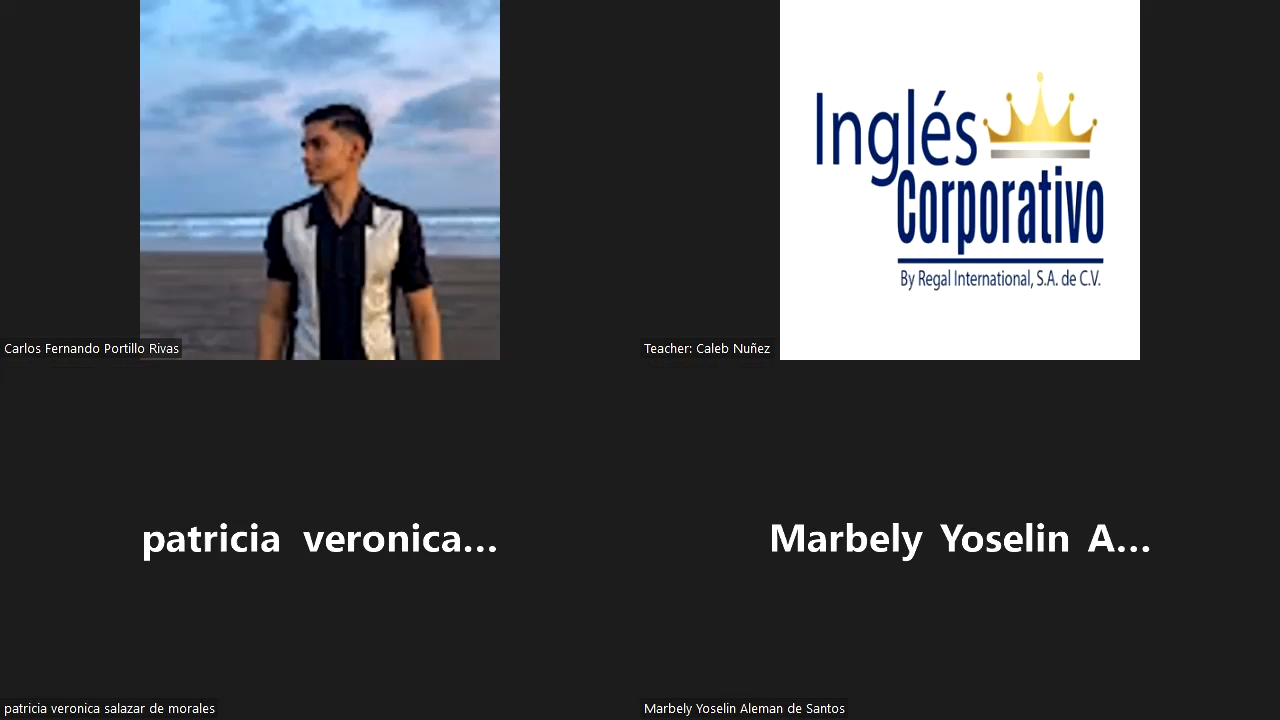 Inglés
Corporativo
By Regal International, S.A. de C.V.
Carlos Fernando Portillo Rivas
Teacher: Caleb Nuñez
patricia veronica...
Marbely Yoselin A...
patricia veronica salazar de morales
Marbely Yoselin Aleman de Santos